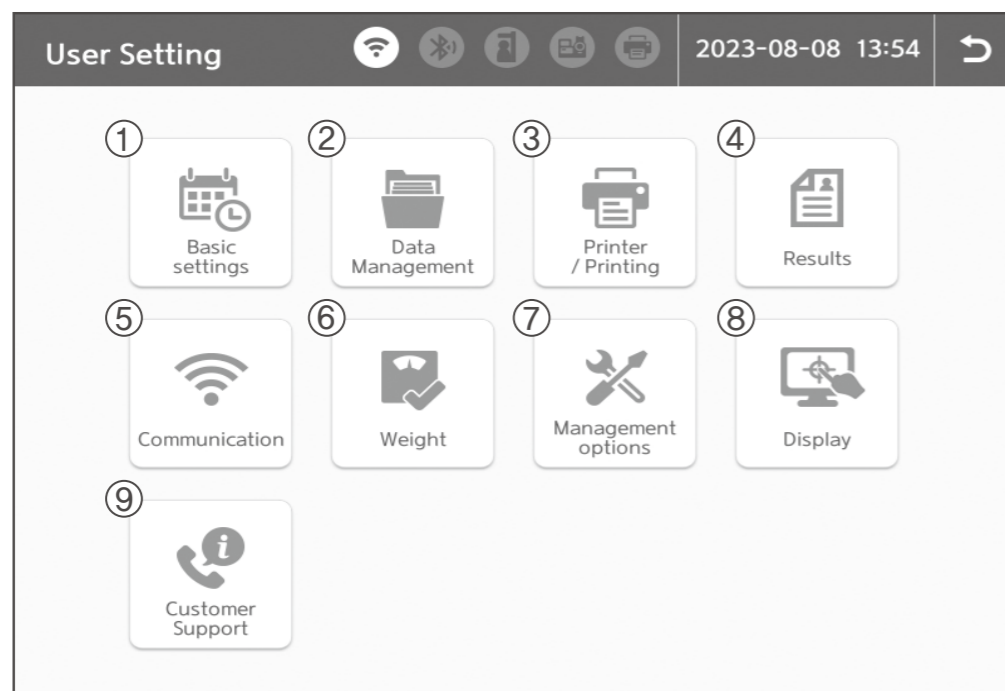 User Setting
2023-08-08 13:54
① ② ③ ④
Basic
settings
Data
Management
Printer
/ Printing
Results
⑤ ⑥ ⑦ ⑧
Communication
Weight
Management
options
Display
⑨
i
Customer
Support